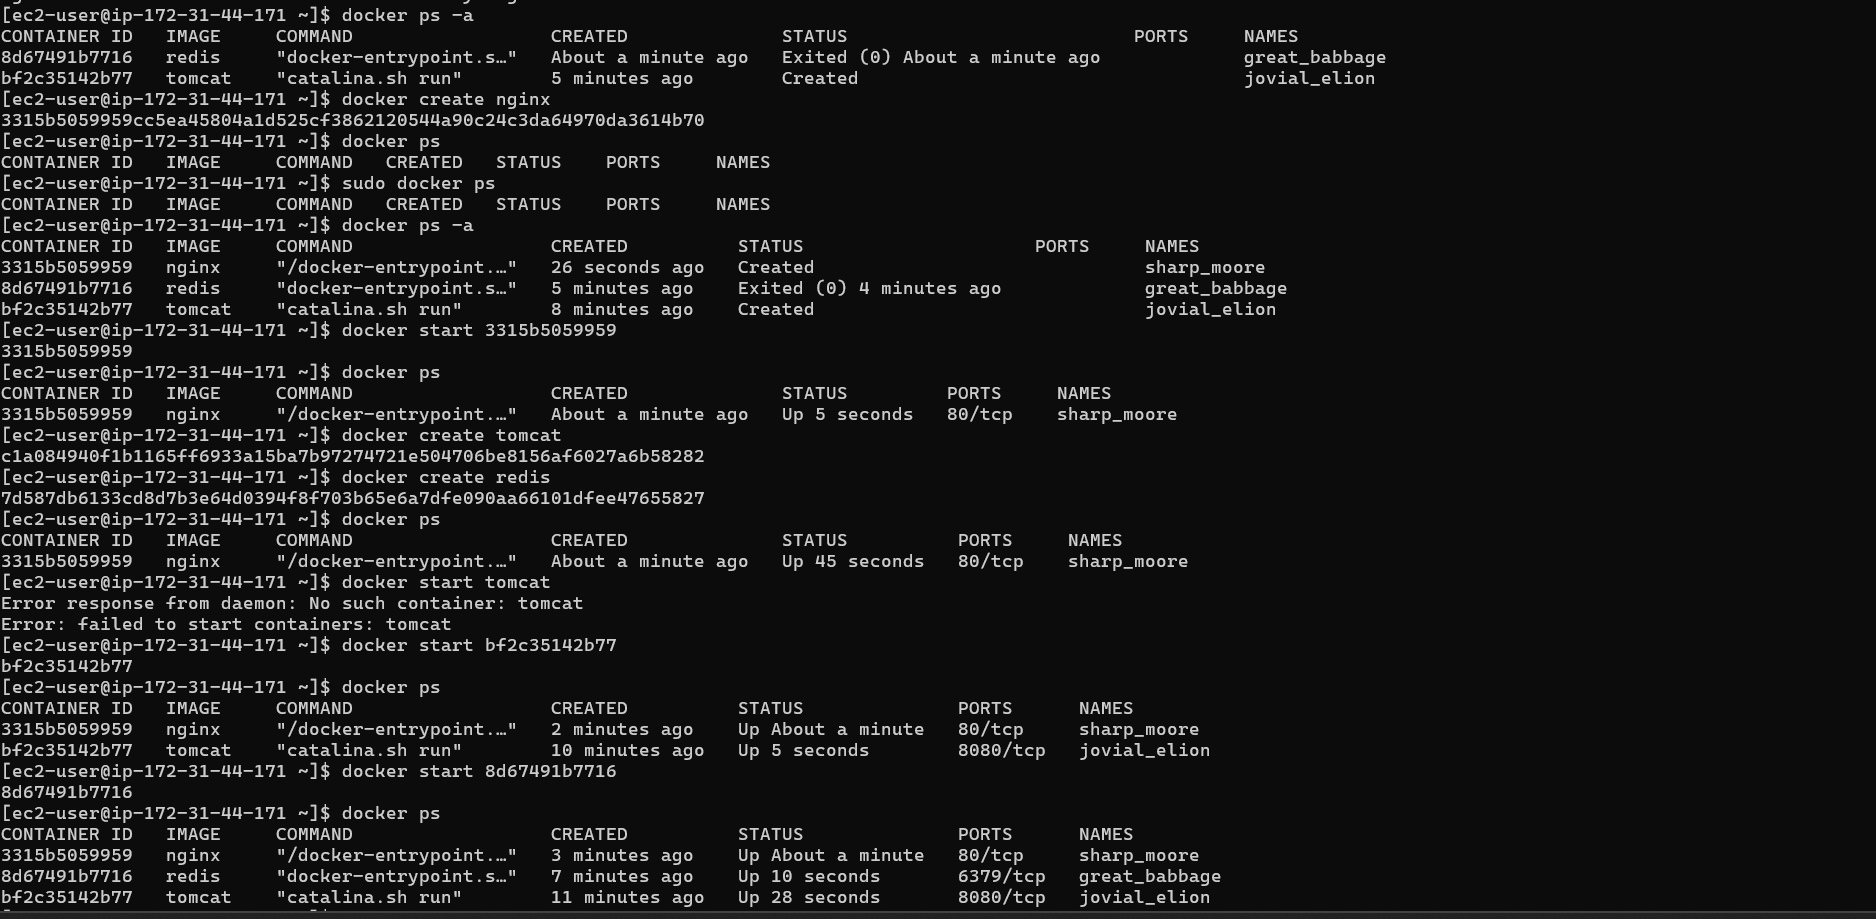 [ec2-user@ip-172-31-44-171 ~]$ docker ps -a
CONTAINER ID   IMAGE     COMMAND                  CREATED              STATUS                          PORTS     NAMES
8d67491b7716   redis     "docker-entrypoint.s…"   About a minute ago   Exited (0) About a minute ago             great_babbage
bf2c35142b77   tomcat    "catalina.sh run"        5 minutes ago        Created                                   jovial_elion
[ec2-user@ip-172-31-44-171 ~]$ docker create nginx
3315b5059959cc5ea45804a1d525cf3862120544a90c24c3da64970da3614b70
[ec2-user@ip-172-31-44-171 ~]$ docker ps
CONTAINER ID   IMAGE     COMMAND   CREATED   STATUS    PORTS     NAMES
[ec2-user@ip-172-31-44-171 ~]$ sudo docker ps
CONTAINER ID   IMAGE     COMMAND   CREATED   STATUS    PORTS     NAMES
[ec2-user@ip-172-31-44-171 ~]$ docker ps -a
CONTAINER ID   IMAGE     COMMAND                  CREATED          STATUS                     PORTS     NAMES
3315b5059959   nginx     "/docker-entrypoint.…"   26 seconds ago   Created                              sharp_moore
8d67491b7716   redis     "docker-entrypoint.s…"   5 minutes ago    Exited (0) 4 minutes ago             great_babbage
bf2c35142b77   tomcat    "catalina.sh run"        8 minutes ago    Created                              jovial_elion
[ec2-user@ip-172-31-44-171 ~]$ docker start 3315b5059959
3315b5059959
[ec2-user@ip-172-31-44-171 ~]$ docker ps
CONTAINER ID   IMAGE     COMMAND                  CREATED              STATUS         PORTS     NAMES
3315b5059959   nginx     "/docker-entrypoint.…"   About a minute ago   Up 5 seconds   80/tcp    sharp_moore
[ec2-user@ip-172-31-44-171 ~]$ docker create tomcat
c1a084940f1b1165ff6933a15ba7b97274721e504706be8156af6027a6b58282
[ec2-user@ip-172-31-44-171 ~]$ docker create redis
7d587db6133cd8d7b3e64d0394f8f703b65e6a7dfe090aa66101dfee47655827
[ec2-user@ip-172-31-44-171 ~]$ docker ps
CONTAINER ID   IMAGE     COMMAND                  CREATED              STATUS          PORTS     NAMES
3315b5059959   nginx     "/docker-entrypoint.…"   About a minute ago   Up 45 seconds   80/tcp    sharp_moore
[ec2-user@ip-172-31-44-171 ~]$ docker start tomcat
Error response from daemon: No such container: tomcat
Error: failed to start containers: tomcat
[ec2-user@ip-172-31-44-171 ~]$ docker start bf2c35142b77
bf2c35142b77
[ec2-user@ip-172-31-44-171 ~]$ docker ps
CONTAINER ID   IMAGE     COMMAND                  CREATED          STATUS              PORTS      NAMES
3315b5059959   nginx     "/docker-entrypoint.…"   2 minutes ago    Up About a minute   80/tcp     sharp_moore
bf2c35142b77   tomcat    "catalina.sh run"        10 minutes ago   Up 5 seconds        8080/tcp   jovial_elion
[ec2-user@ip-172-31-44-171 ~]$ docker start 8d67491b7716
8d67491b7716
[ec2-user@ip-172-31-44-171 ~]$ docker ps
CONTAINER ID   IMAGE     COMMAND                  CREATED          STATUS              PORTS      NAMES
3315b5059959   nginx     "/docker-entrypoint.…"   3 minutes ago    Up About a minute   80/tcp     sharp_moore
8d67491b7716   redis     "docker-entrypoint.s…"   7 minutes ago    Up 10 seconds       6379/tcp   great_babbage
bf2c35142b77   tomcat    "catalina.sh run"        11 minutes ago   Up 28 seconds       8080/tcp   jovial_elion